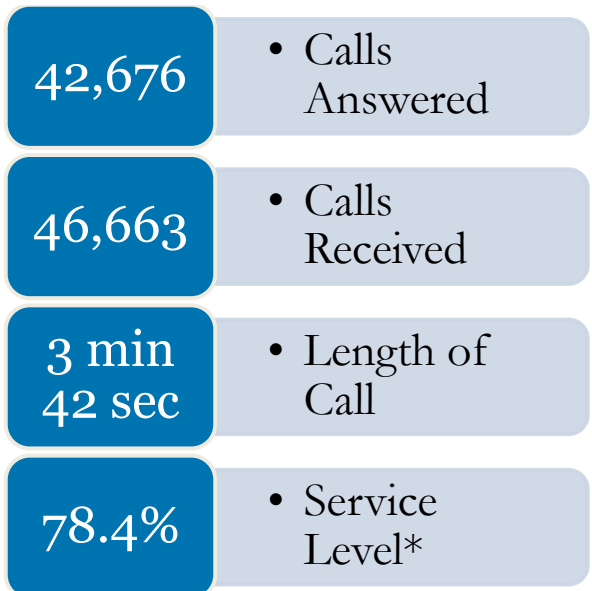 42,676
• Calls
Answered
46,663
• Calls
Received
3 min
42 sec
• Length of
Call
78.4%
• Service
Level*